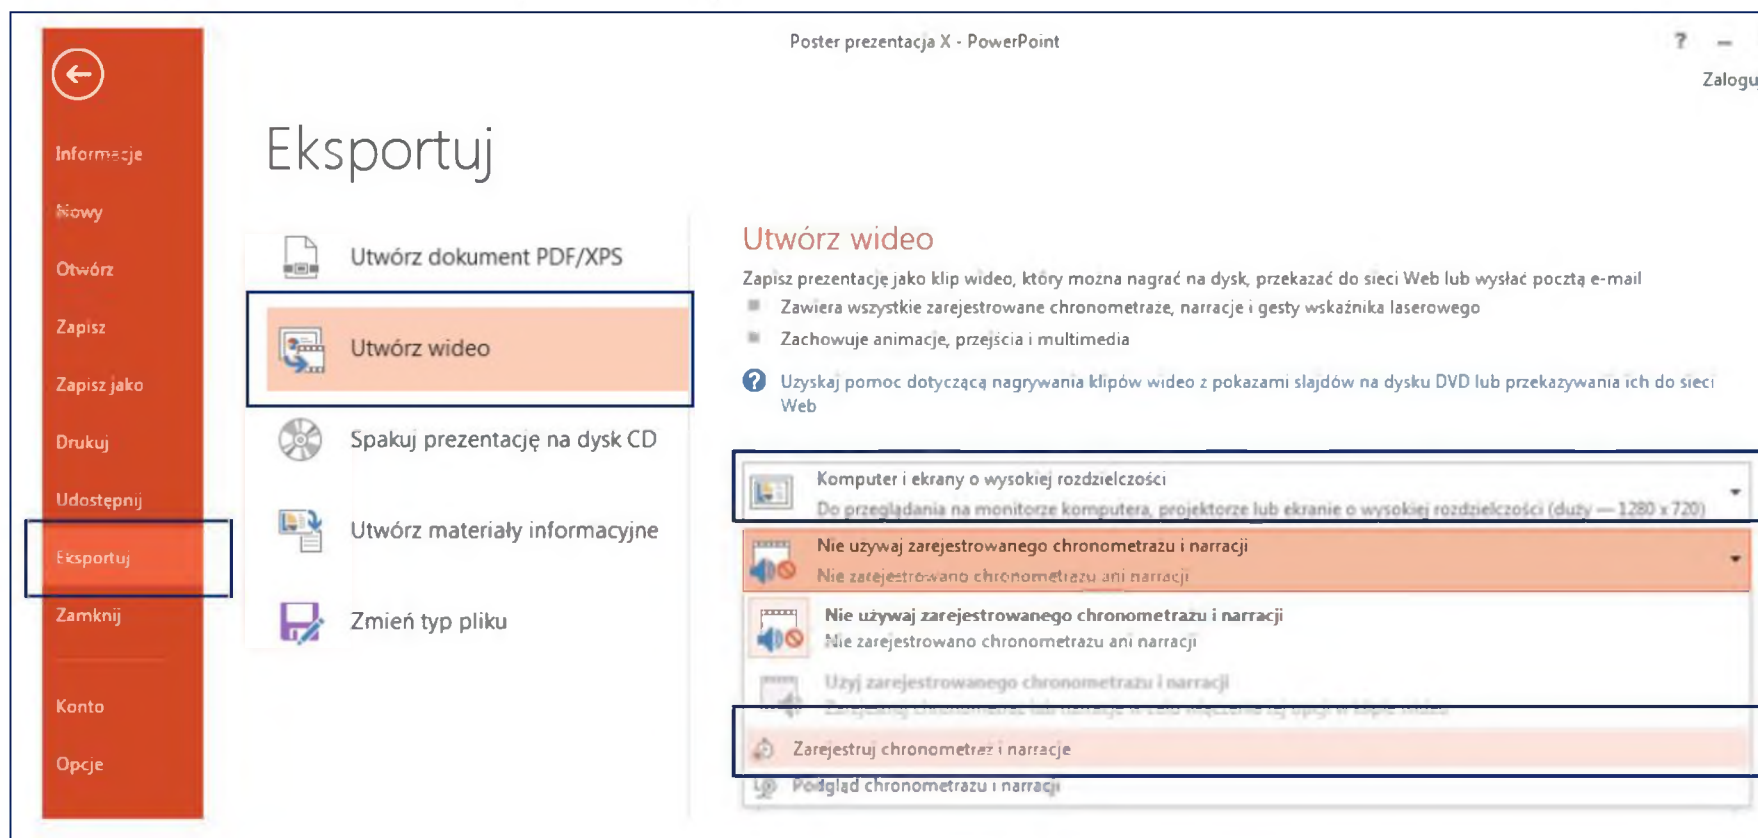 Poster prezentacja X - PowerPoint
? –
Zaloguj
Informacje
Nowy
Otwórz
Zapisz
Zapisz jako
Drukuj
Udostępnij
Eksportuj
Zamknij
Konto
Opcje
Eksportuj
Utwórz dokument PDF/XPS
Utwórz wideo
Spakuj prezentację na dysk CD
Utwórz materiały informacyjne
Zmień typ pliku
Utwórz wideo
Zapisz prezentację jako klip wideo, który można nagrać na dysk, przekazać do sieci Web lub wysłać pocztą e-mail
Zawiera wszystkie zarejestrowane chronometraże, narracje i gesty wskaźnika laserowego
Zachowuje animacje, przejścia i multimedia
Uzyskaj pomoc dotyczącą nagrywania klipów wideo z pokazami slajdów na dysku DVD lub przekazywania ich do sieci
Web
Komputer i ekrany o wysokiej rozdzielczości
Do przeglądania na monitorze komputera, projektorze lub ekranie o wysokiej rozdzielczości (duży — 1280 x 720)
Nie używaj zarejestrowanego chronometrażu i narracji
Nie zarejestrowano chronometrażu ani narracji
Nie używaj zarejestrowanego chronometrażu i narracji
Nie zarejestrowano chronometrażu ani narracji
Użyj zarejestrowanego chronometrażu i narracji
Zarejestruj chronometraż i narracje
Podgląd chronometrażu i narracji